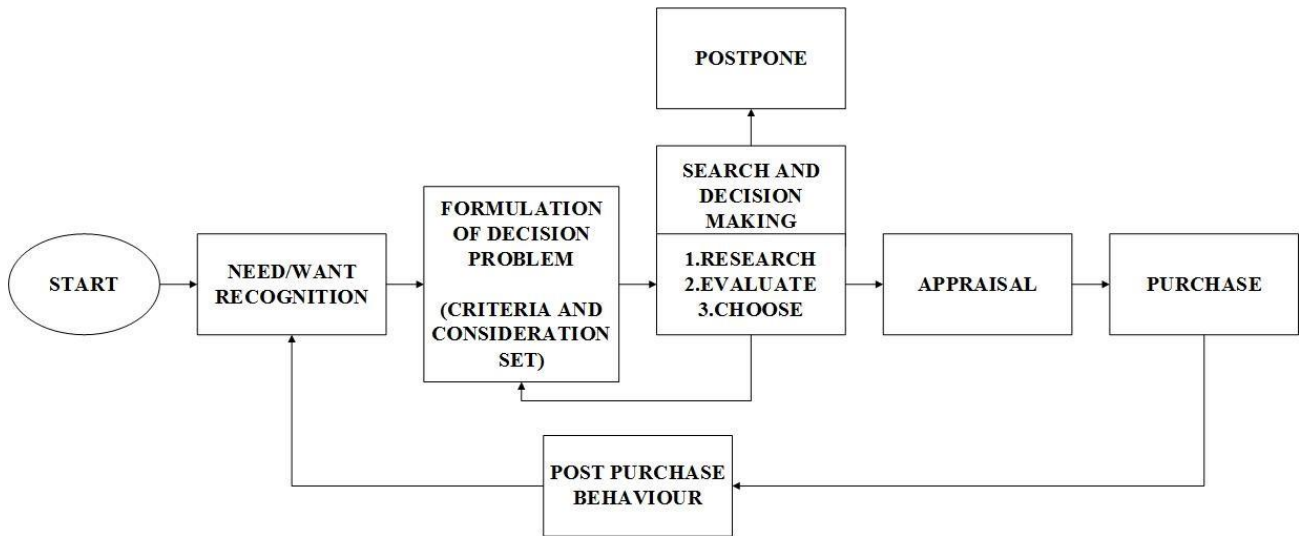 POSTPONE
SEARCH AND
DECISION
MAKING
1.RESEARCH
2.EVALUATE
3.CHOOSE
FORMULATION
OF DECISION
PROBLEM
(CRITERIA AND
CONSIDERATION
SET)
START
NEED/WANT
RECOGNITION
APPRAISAL
PURCHASE
POST PURCHASE
BEHAVIOUR